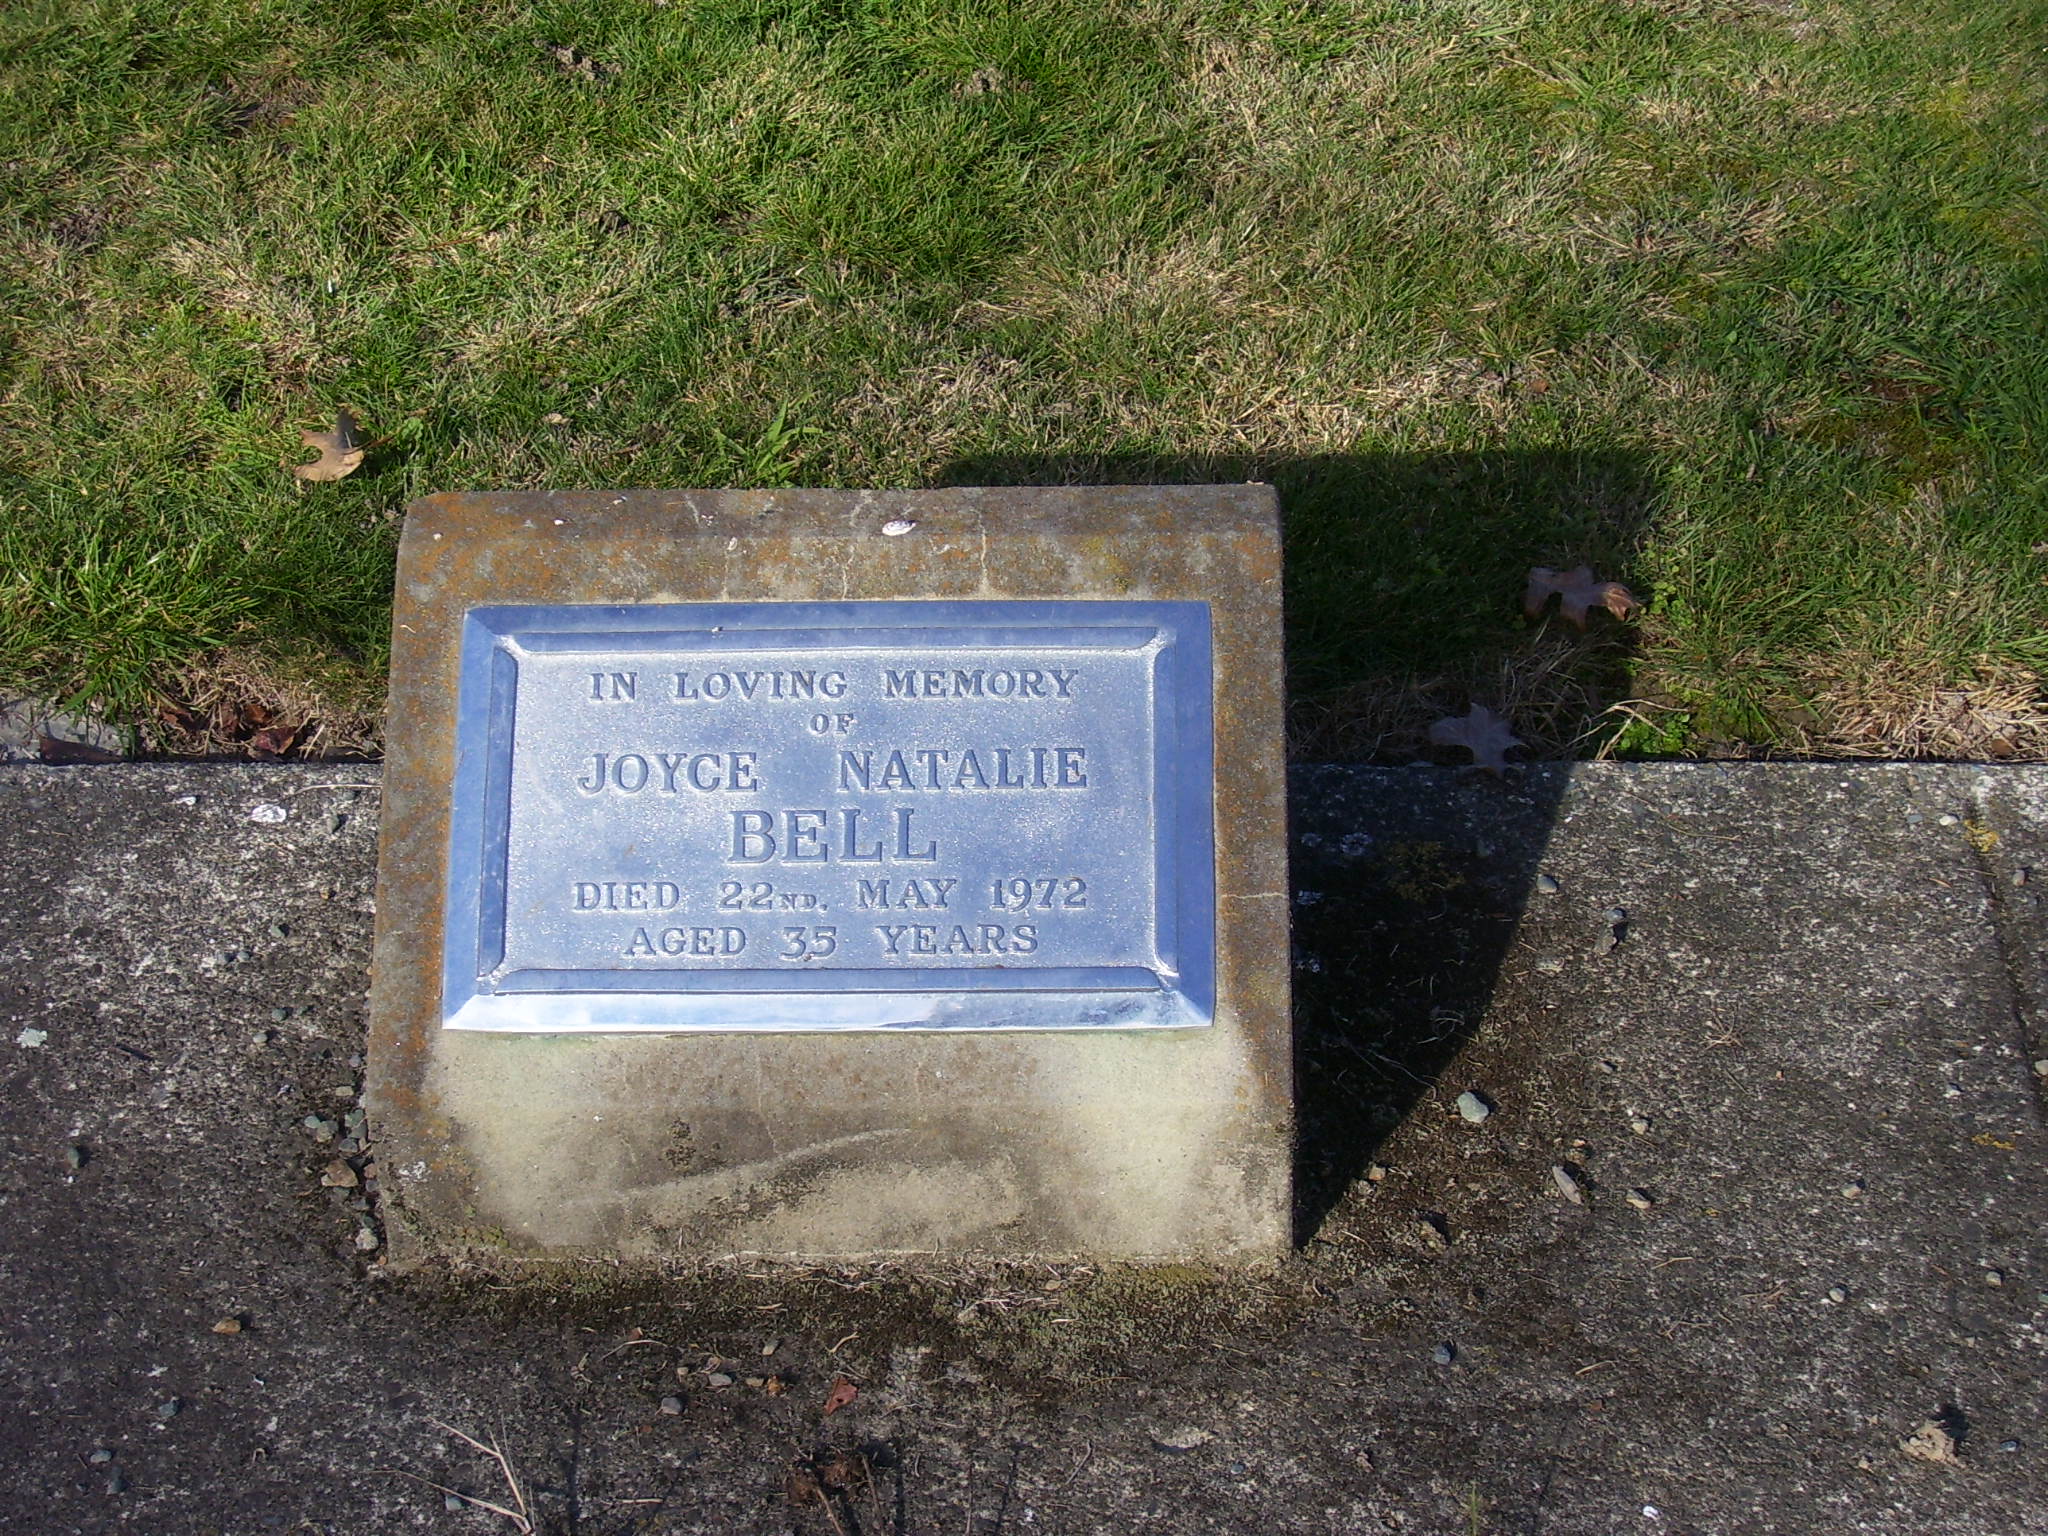 IN LOVING MEMORY
OF
JOYCE NATALIE
BELL
DIED 22ND. MAY 1972
AGED 35 YEARS